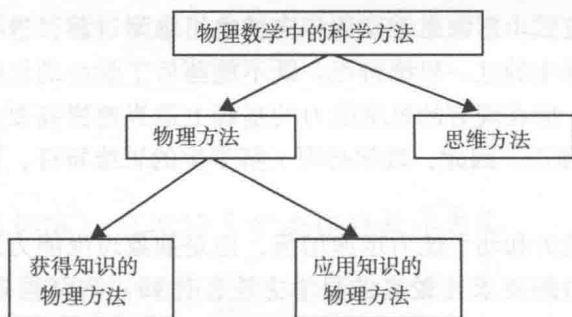 物理数学中的科学方法
物理方法
思维方法
获得知识的
物理方法
应用知识的
物理方法